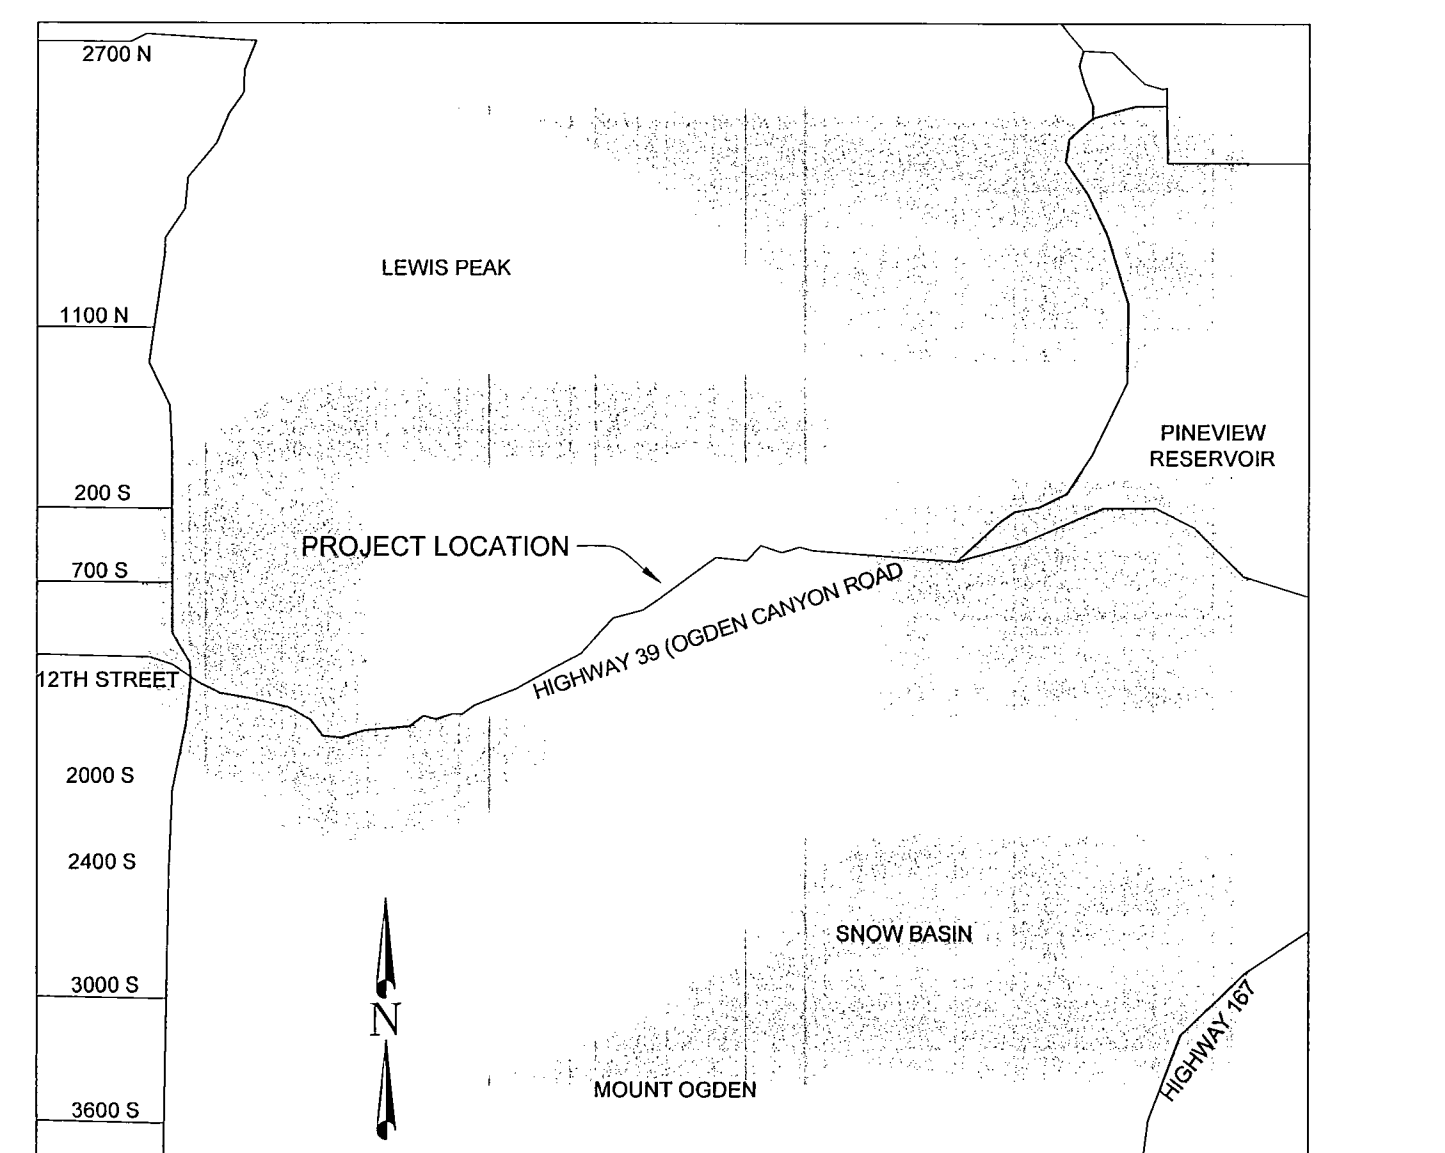 2700 N
LEWIS PEAK
1100 N
PINEVIEW
RESERVOIR
200 S
PROJECT LOCATION
700 S
HIGHWAY 39 (OGDEN CANYON ROAD
12TH STREET
2000 S
2400 S
SNOW BASIN
3000 S
HIGHWAY 167
N
MOUNT OGDEN
3600 S